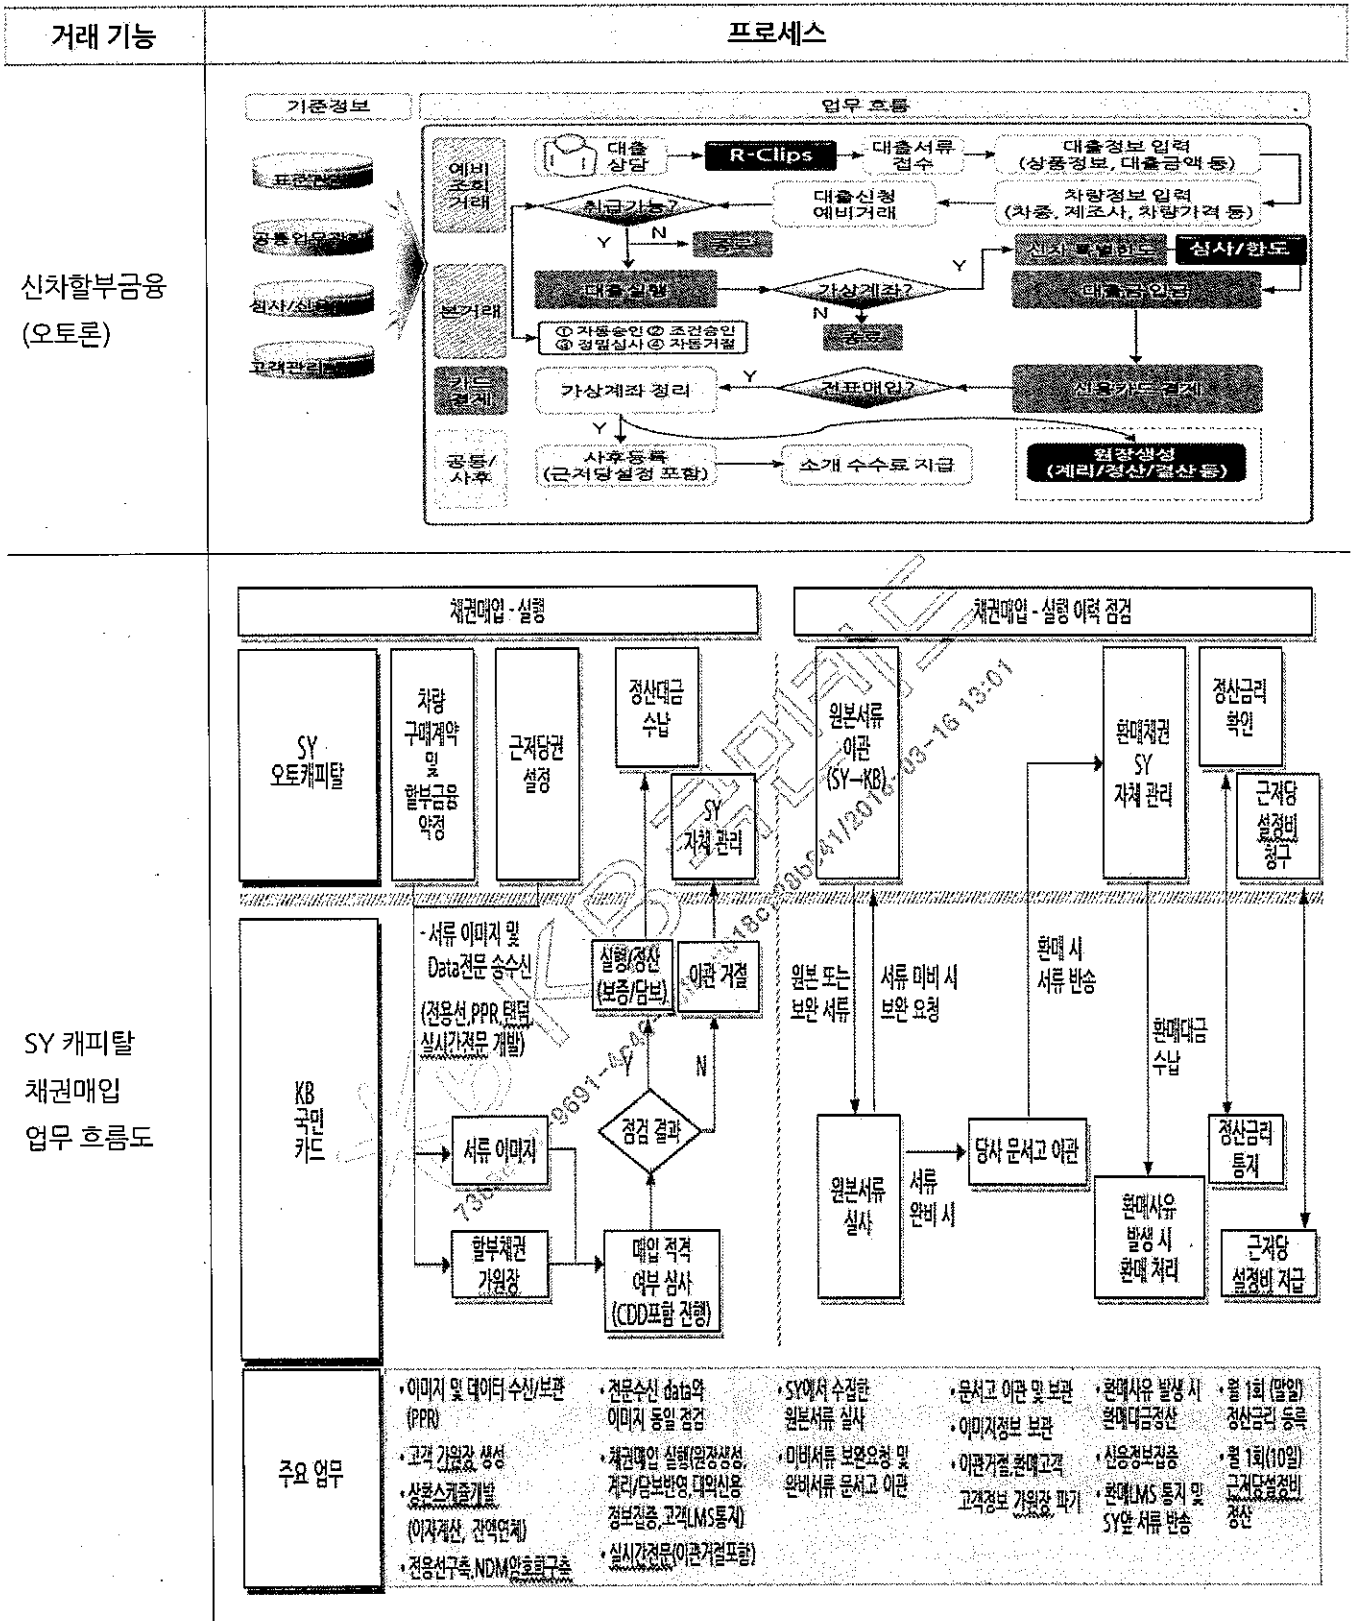 거래 기능
프로세스
신차할부금융
(오토론)
기준정보
업무 흐름
공통업무
심사/신용
고객관리
예비
조회
거래
대출
상담
R-Clips
대출서류
접수
대출정보 입력
(상품정보, 대출금액 등)
취급가능?
대출신청
예비거래
차량정보 입력
(차종, 제조사, 차량가격 등)
Y
N
종료
Y
신차 특별한도
심사/한도
본거래
대출실행
가상계좌?
대출금 입금
N
종료
① 자동승인 ② 조건승인
③ 정밀심사 ④ 자동거절
카드
결제
가상계좌 정리
Y
전표매입?
신용카드 결제
Y
공통/
사후
사후등록
(근저당설정 포함)
소개 수수료 지급
원장생성
(계리/정산/결산 등)
SY 캐피탈
채권매입
업무 흐름도
채권매입 - 실행
채권매입 - 실행 이력 점검
SY
오토캐피탈
차량
구매계약
및
할부금융
약정
근저당권
설정
정산대금
수납
SY
자체 관리
원본서류
이관
(SY→KB)
환매채권
SY
자체 관리
정산금리
확인
근저당
설정비
청구
KB
국민
카드
- 서류 이미지 및
Data전문 송수신
(전용선,PPR,탠덤,
실시간전문 개발)
실행/정산
(보증/담보)
이관 거절
Y
N
점검 결과
서류 이미지
할부채권
가원장
매입 적격
여부 심사
(CDD포함 진행)
원본 또는
보완 서류
서류 미비 시
보완 요청
환매 시
서류 반송
환매대금
수납
원본서류
실사
서류
완비 시
당사 문서고 이관
환매사유
발생 시
환매 처리
정산금리
통지
근저당
설정비 지급
주요 업무
• 이미지 및 데이터 수신/보관
(PPR)
• 고객 가원장 생성
• 상환스케줄개발
(이자계산, 잔액연체)
• 전용선구축,NDM암호화구축
• 전문수신 data와
이미지 동일 점검
• 채권매입 실행(원장생성,
계리/담보반영,대외신용
정보집중,고객LMS통지)
• 실시간전문(이관거절포함)
• SY에서 수집한
원본서류 실사
• 미비서류 보완요청 및
완비서류 문서고 이관
• 문서고 이관 및 보관
• 이미지정보 보관
• 이관거절,환매고객
고객정보 가원장 파기
• 환매사유 발생 시
환매대금정산
• 신용정보집중
• 환매LMS 통지 및
SY앞 서류 반송
• 월 1회 (말일)
정산금리 등록
• 월 1회(10일)
근저당설정비
정산
KB 국민카드